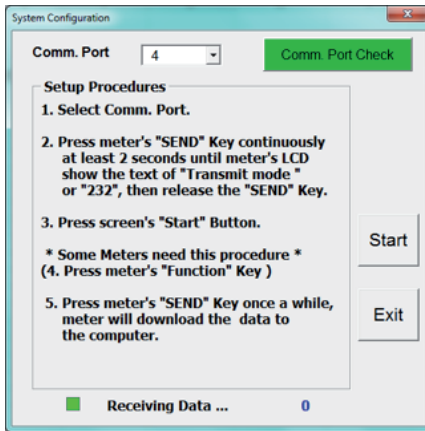 System Configuration
Comm. Port 4 Comm. Port Check
Setup Procedures
1. Select Comm. Port.
2. Press meter's "SEND" Key continuously
at least 2 seconds until meter's LCD
show the text of "Transmit mode "
or "232", then release the "SEND" Key.
3. Press screen's "Start" Button.
* Some Meters need this procedure *
(4. Press meter's "Function" Key )
5. Press meter's "SEND" Key once a while,
meter will download the data to
the computer.
Start
Exit
Receiving Data ... 0